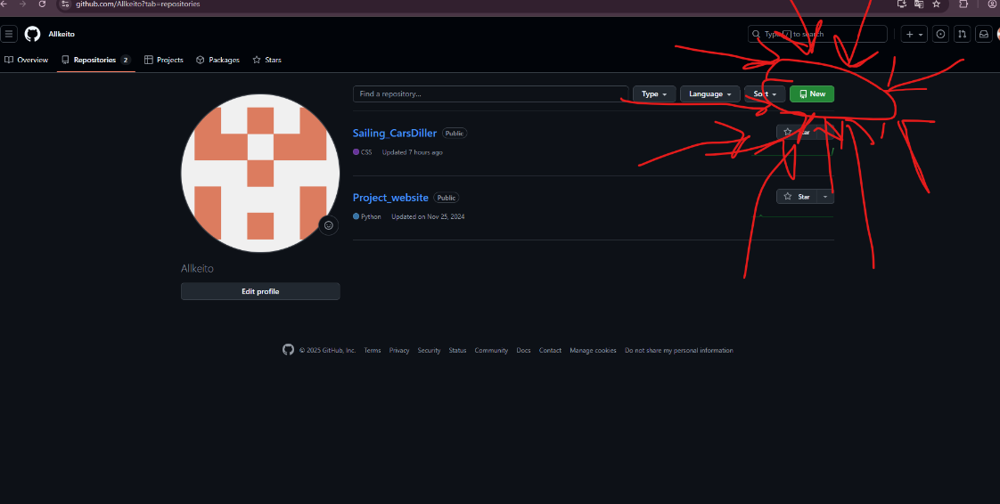 github.com/Allkeito?tab=repositories
Allkeito
Type / to search
Overview Repositories 2 Projects Packages Stars
Find a repository... Type Language Sort New
Sailing_CarsDiller Public
CSS Updated 7 hours ago
Project_website Public
Star
Python Updated on Nov 25, 2024
Allkeito
Edit profile
© 2025 GitHub, Inc. Terms Privacy Security Status Community Docs Contact Manage cookies Do not share my personal information